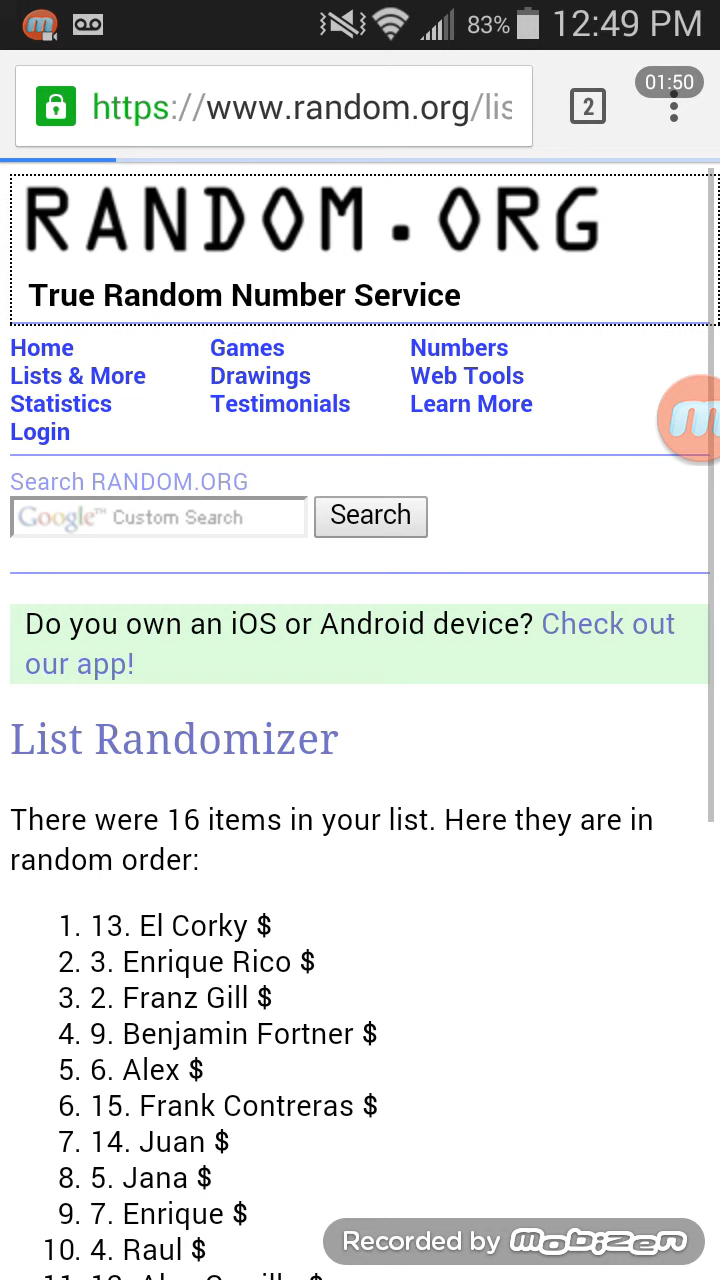 83% 12:49 PM
https://www.random.org/lis
2
01:50
RANDOM.ORG
True Random Number Service
Home Games Numbers
Lists & More Drawings Web Tools
Statistics Testimonials Learn More
Login
Search RANDOM.ORG
Google™ Custom Search Search
Do you own an iOS or Android device? Check out
our app!
List Randomizer
There were 16 items in your list. Here they are in
random order:
1. 13. El Corky $
2. 3. Enrique Rico $
3. 2. Franz Gill $
4. 9. Benjamin Fortner $
5. 6. Alex $
6. 15. Frank Contreras $
7. 14. Juan $
8. 5. Jana $
9. 7. Enrique $
Recorded by mobizen
10. 4. Raul $